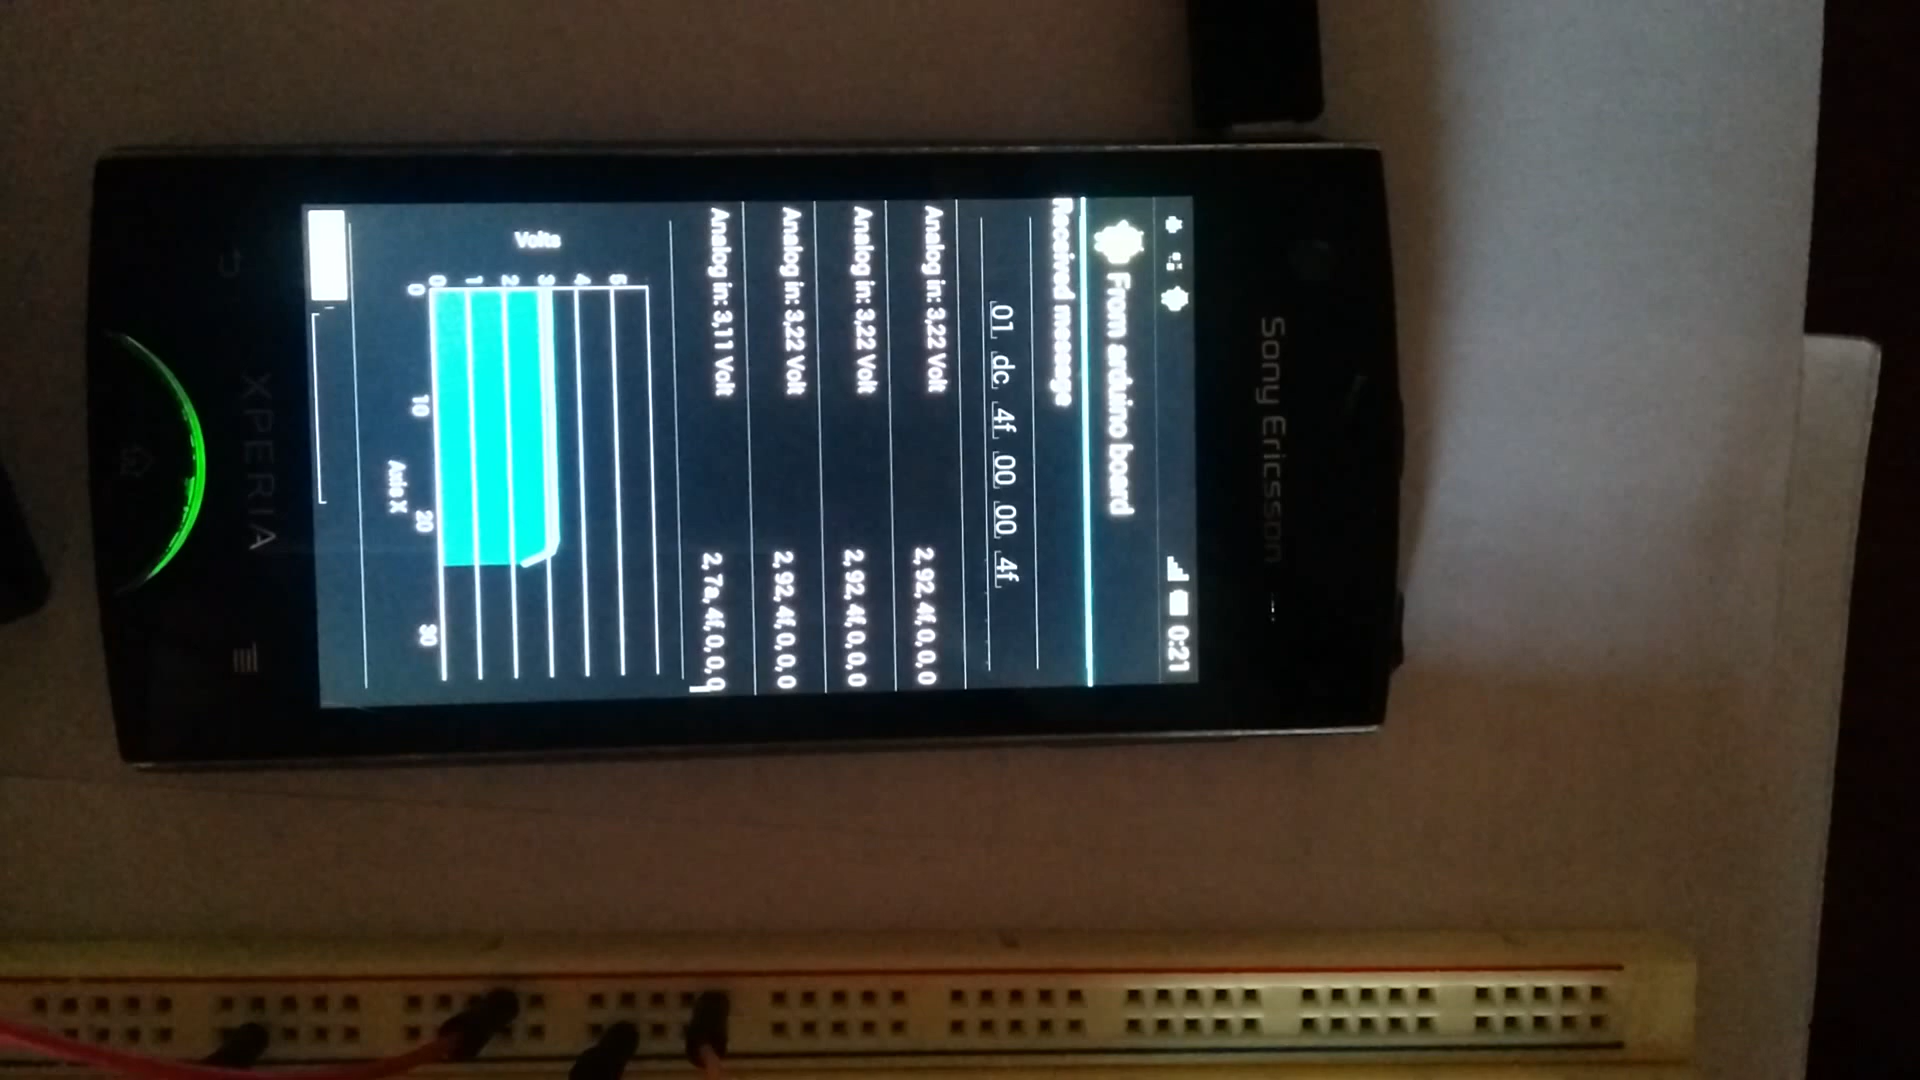 Sony Ericsson
0:21
From arduino board
Received message
01 dc 4f 00 00 4f
Analog in: 3,22 Volt 2, 92, 4f, 0, 0, 0
Analog in: 3,22 Volt 2, 92, 4f, 0, 0, 0
Analog in: 3,22 Volt 2, 92, 4f, 0, 0, 0
Analog in: 3,11 Volt 2, 7a, 4f, 0, 0, 0
Volts
5
4
3
2
1
0
0 10 20 30
Axis X
XPERIA